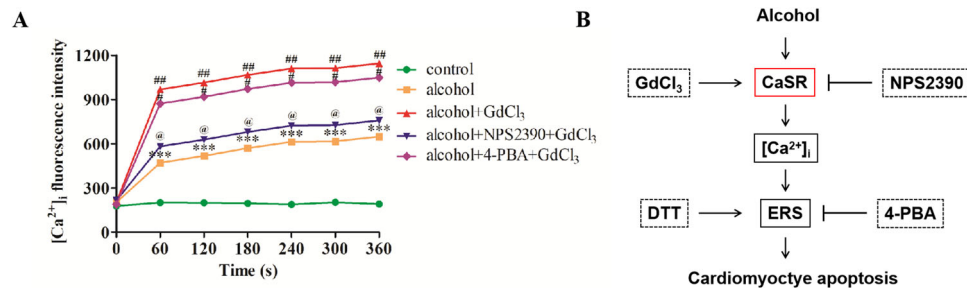 A
[Ca²⁺]ᵢ fluorescence intensity
1200
900
600
300
0
0 60 120 180 240 300 360
Time (s)
## ## ## ## ## ##
# # # # # #
@ @ @ @ @ @
*** *** *** *** *** ***
control
alcohol
alcohol+GdCl₃
alcohol+NPS2390+GdCl₃
alcohol+4-PBA+GdCl₃
B
Alcohol
GdCl₃ CaSR NPS2390
[Ca²⁺]ᵢ
DTT ERS 4-PBA
Cardiomyoctye apoptosis